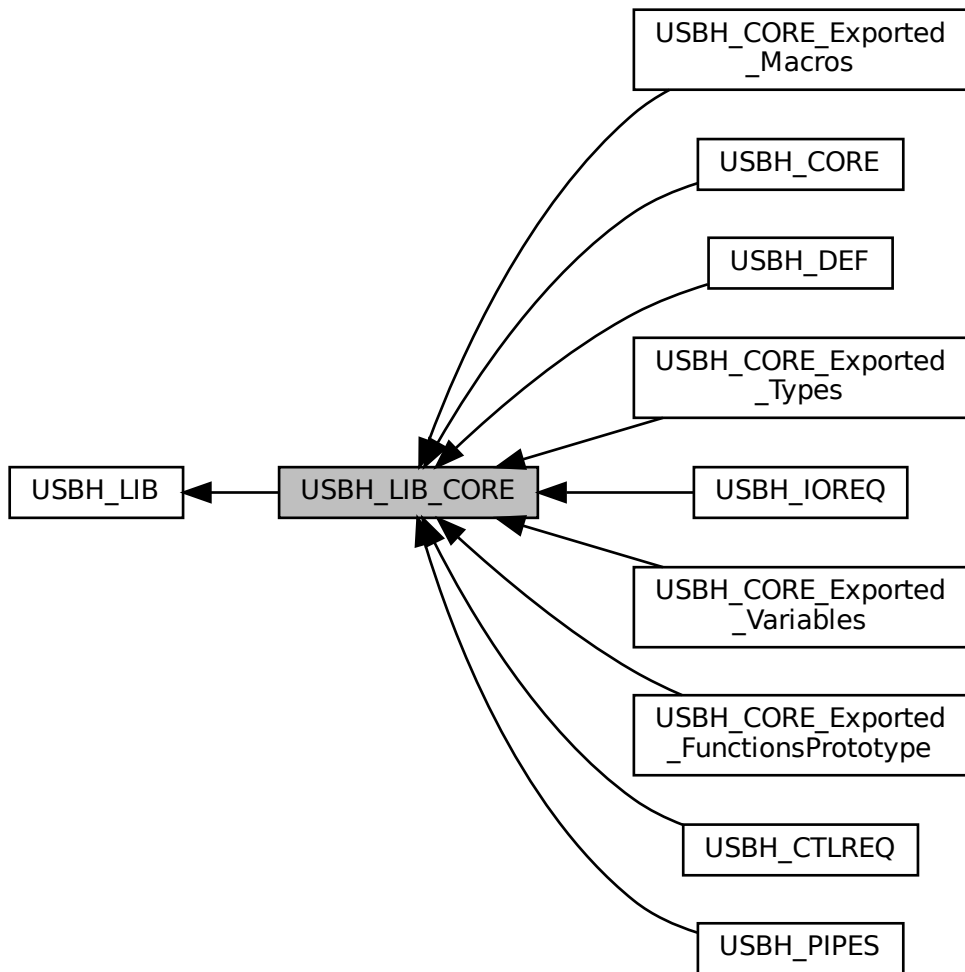 USBH_CORE_Exported
_Macros
USBH_CORE
USBH_DEF
USBH_CORE_Exported
_Types
USBH_LIB
USBH_LIB_CORE
USBH_IOREQ
USBH_CORE_Exported
_Variables
USBH_CORE_Exported
_FunctionsPrototype
USBH_CTLREQ
USBH_PIPES